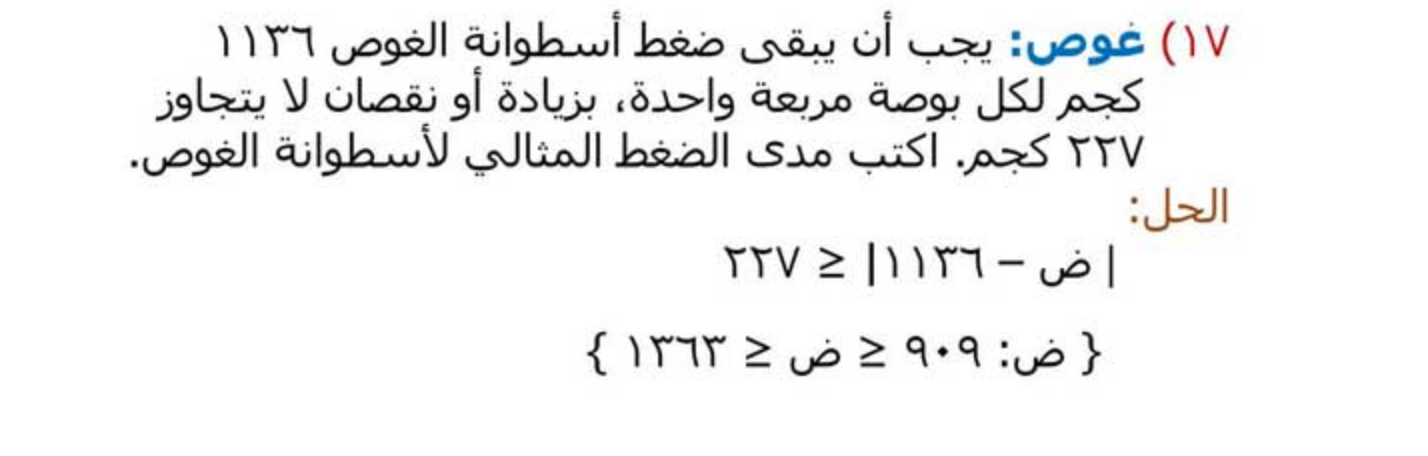 ١٧) غوص: يجب أن يبقى ضغط أسطوانة الغوص ١١٣٦
كجم لكل بوصة مربعة واحدة، بزيادة أو نقصان لا يتجاوز
٢٢٧ كجم. اكتب مدى الضغط المثالي لأسطوانة الغوص.
الحل:
| ض – ١١٣٦| ≤ ٢٢٧
{ ض: ٩٠٩ ≤ ض ≤ ١٣٦٣ }